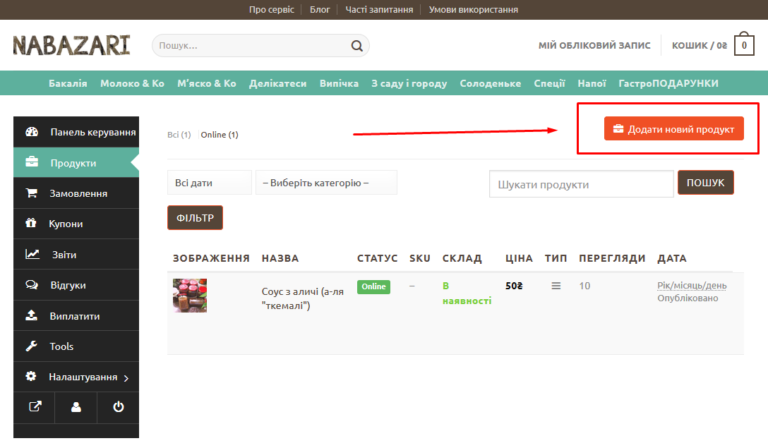 Про сервіс Блог Часті запитання Умови використання
NABAZARI
Пошук...
МІЙ ОБЛІКОВИЙ ЗАПИС КОШИК / 0₴ 0
Бакалія Молоко & Ко М'яско & Ко Делікатеси Випічка З саду і городу Солоденьке Спеції Напої ГастроПОДАРУНКИ
Панель керування
Продукти
Замовлення
Купони
Звіти
Відгуки
Виплатити
Tools
Налаштування
Всі (1) Online (1)
Додати новий продукт
Всі дати – Виберіть категорію – Шукати продукти ПОШУК
ФІЛЬТР
ЗОБРАЖЕННЯ НАЗВА СТАТУС SKU СКЛАД ЦІНА ТИП ПЕРЕГЛЯДИ ДАТА
Соус з аличі (а-ля "ткемалі") Online – В наявності 50₴ 10 Рік/місяць/день
Опубліковано